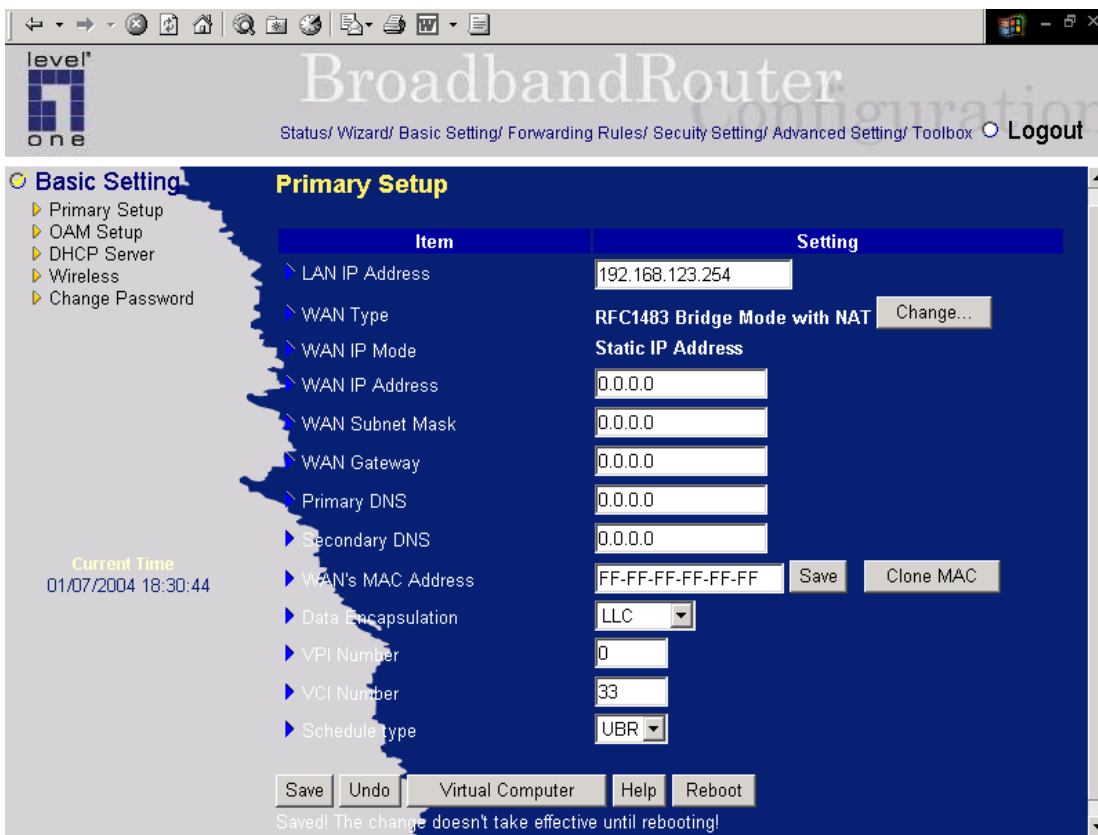 level
one
BroadbandRouter
Configuration
Status/ Wizard/ Basic Setting/ Forwarding Rules/ Secuity Setting/ Advanced Setting/ Toolbox Logout
Basic Setting
Primary Setup
OAM Setup
DHCP Server
Wireless
Change Password
Current Time
01/07/2004 18:30:44
Primary Setup
Item Setting
LAN IP Address 192.168.123.254
WAN Type RFC1483 Bridge Mode with NAT Change...
WAN IP Mode Static IP Address
WAN IP Address 0.0.0.0
WAN Subnet Mask 0.0.0.0
WAN Gateway 0.0.0.0
Primary DNS 0.0.0.0
Secondary DNS 0.0.0.0
WAN's MAC Address FF-FF-FF-FF-FF-FF Save Clone MAC
Data Encapsulation LLC
VPI Number 0
VCI Number 33
Schedule type UBR
Save Undo Virtual Computer Help Reboot
Saved! The change doesn't take effective until rebooting!